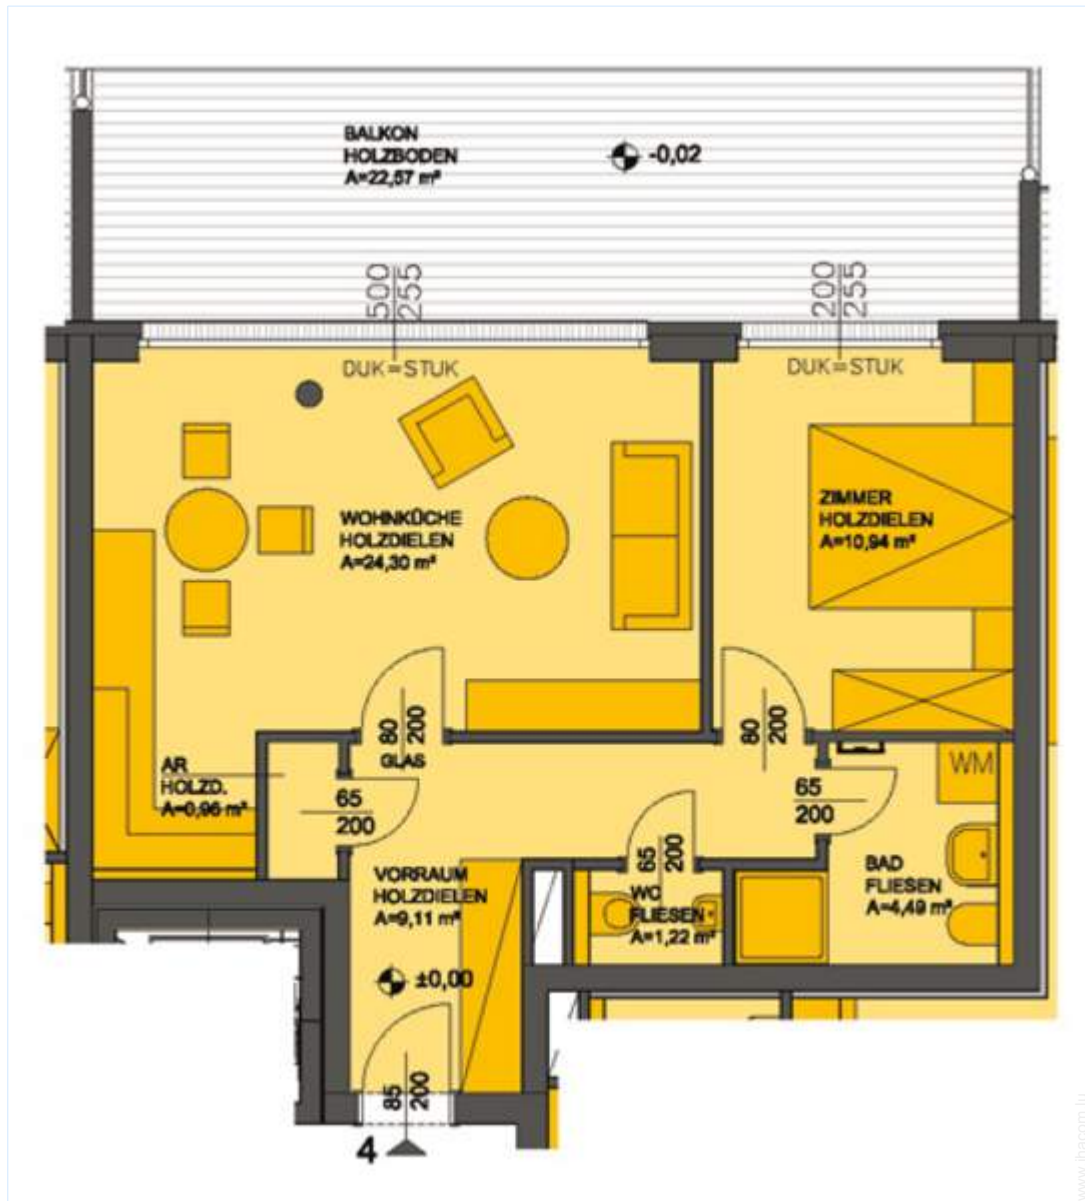 BALKON
HOLZBODEN
A=22,57 m²
-0,02
500
255
200
255
DUK=STUK
DUK=STUK
WOHNKÜCHE
HOLZDIELEN
A=24,30 m²
ZIMMER
HOLZDIELEN
A=10,94 m²
80
200
GLAS
80
200
AR
HOLZD.
A=0,96 m²
65
200
65
200
WM
65
200
VORRAUM
HOLZDIELEN
A=9,11 m²
WC
FLIESEN
A=1,22 m²
BAD
FLIESEN
A=4,49 m²
±0,00
85
200
4
www.ihacom.lu